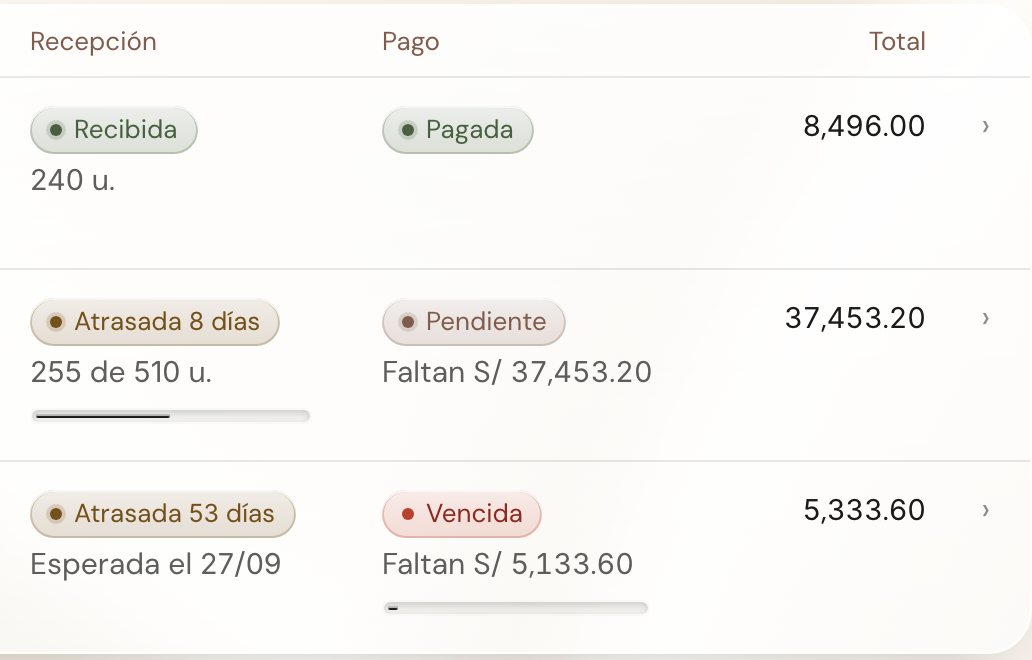 Recepción Pago Total
Recibida Pagada 8,496.00 ›
240 u.
Atrasada 8 días Pendiente 37,453.20 ›
255 de 510 u. Faltan S/ 37,453.20
Atrasada 53 días Vencida 5,333.60 ›
Esperada el 27/09 Faltan S/ 5,133.60